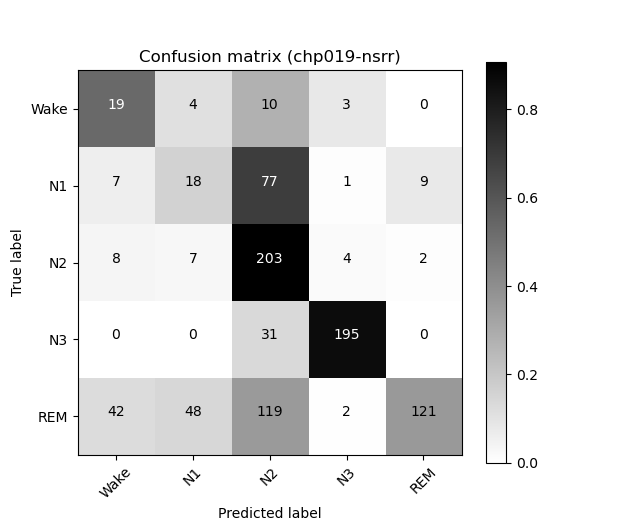 Confusion matrix (chp019-nsrr)
Wake 19 4 10 3 0
N1 7 18 77 1 9
N2 8 7 203 4 2
N3 0 0 31 195 0
REM 42 48 119 2 121
Wake N1 N2 N3 REM
True label
Predicted label
0.8
0.6
0.4
0.2
0.0